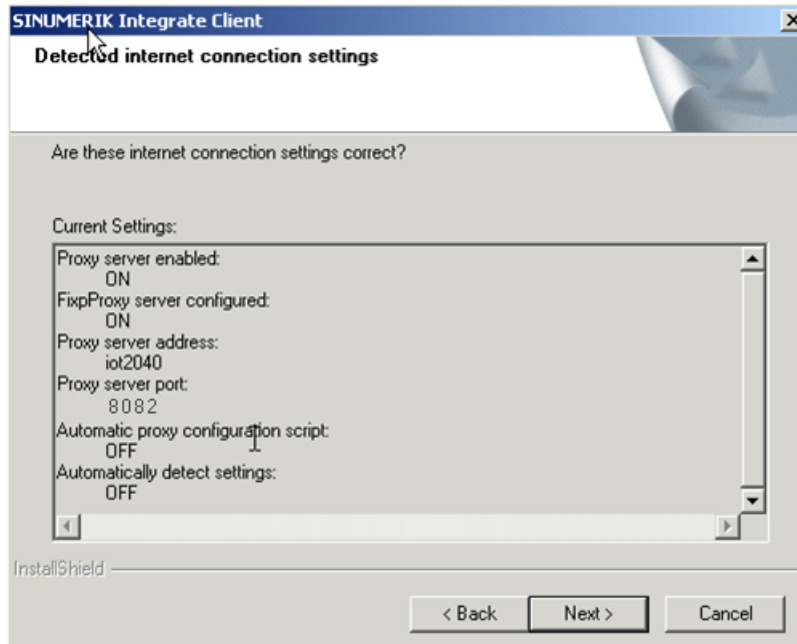 SINUMERIK Integrate Client
Detected internet connection settings
Are these internet connection settings correct?
Current Settings:
Proxy server enabled:
ON
FixpProxy server configured:
ON
Proxy server address:
iot2040
Proxy server port:
8082
Automatic proxy configuration script:
OFF
Automatically detect settings:
OFF
InstallShield
< Back Next > Cancel